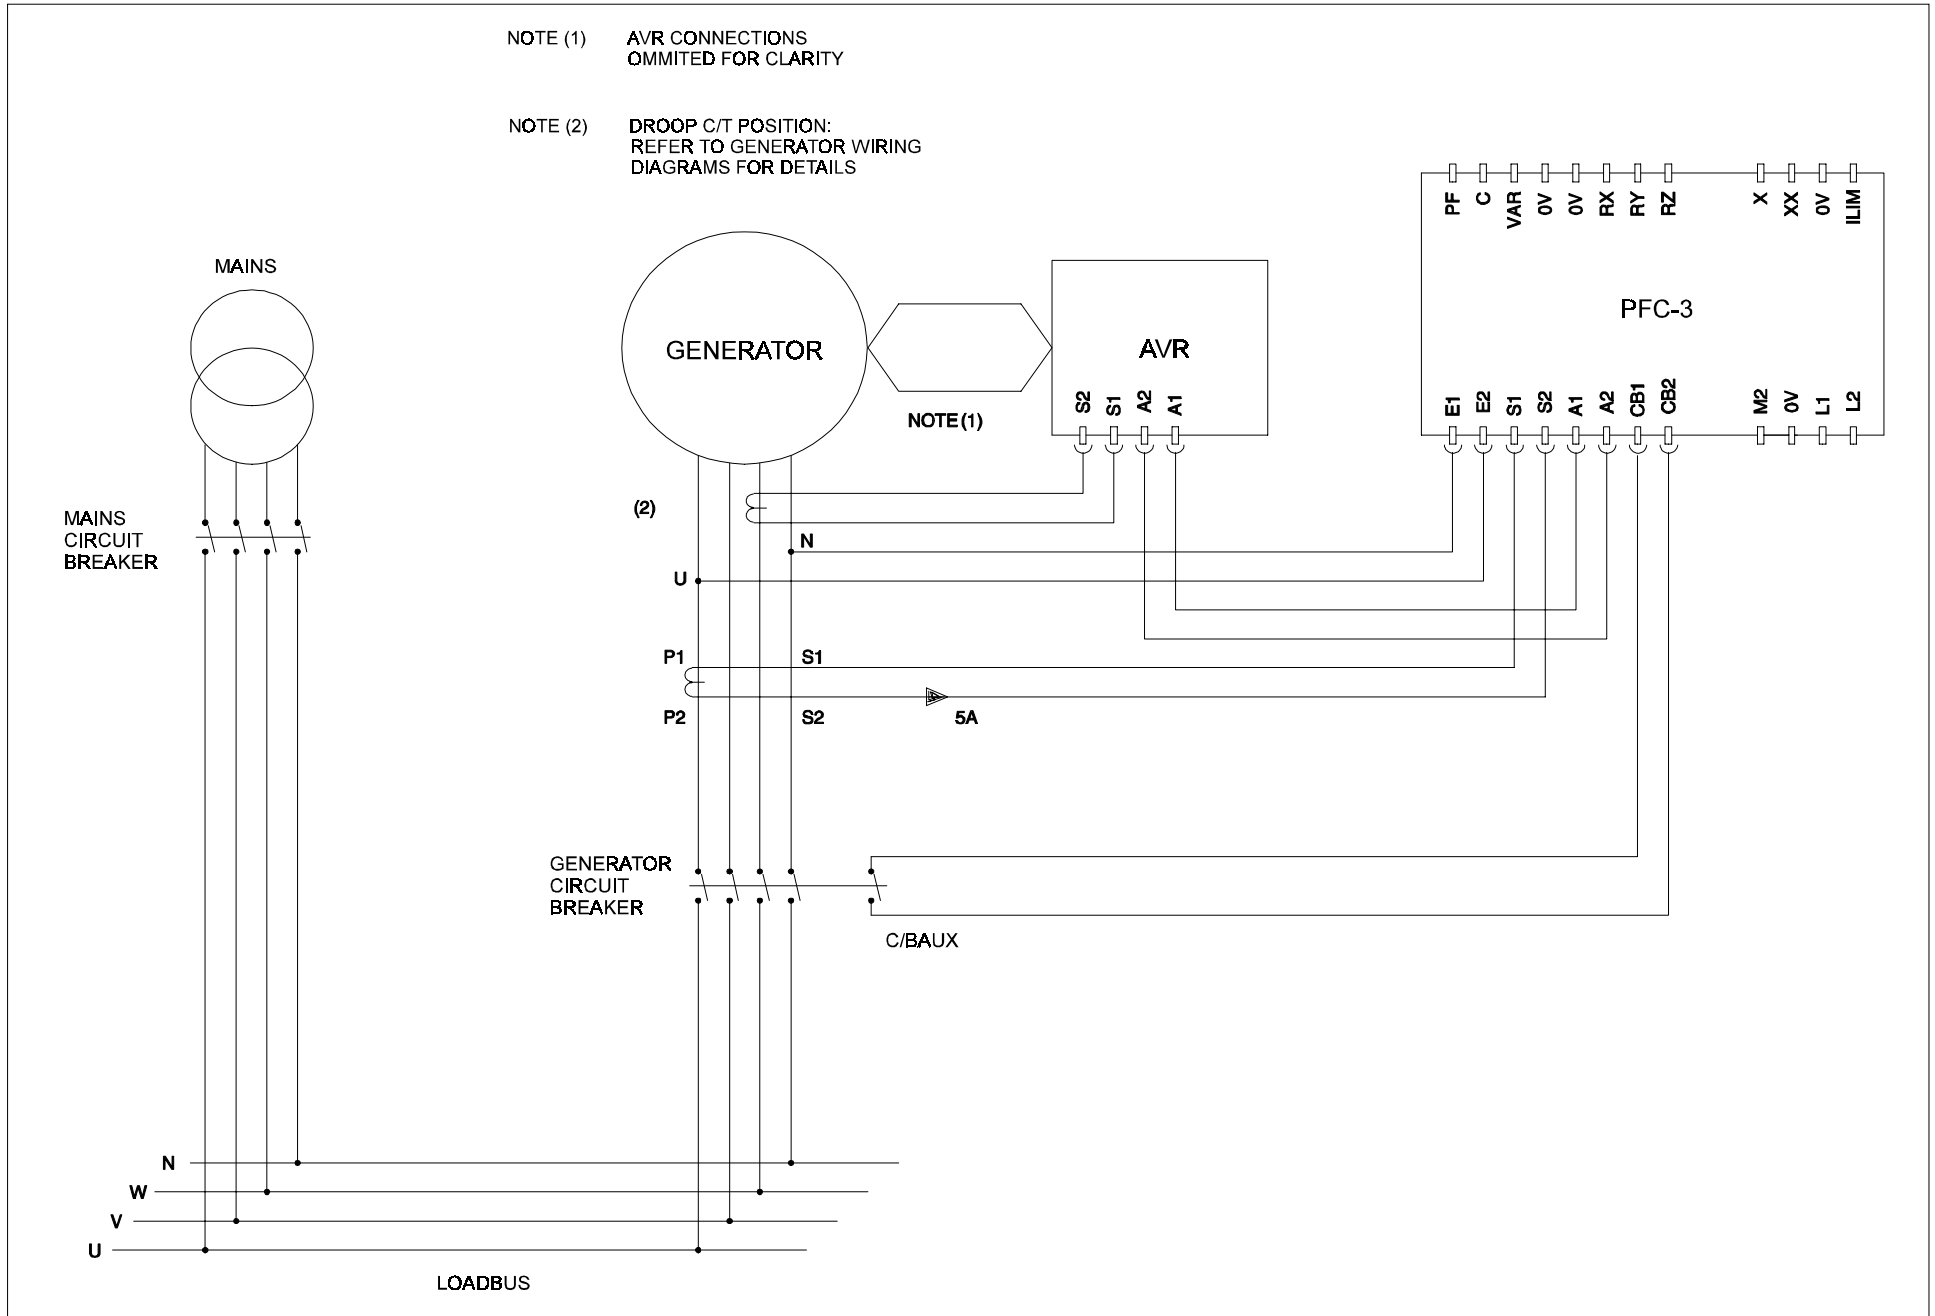 NOTE (1) AVR CONNECTIONS
OMMITED FOR CLARITY
NOTE (2) DROOP C/T POSITION:
REFER TO GENERATOR WIRING
DIAGRAMS FOR DETAILS
PF C VAR 0V 0V RX RY RZ X XX 0V ILIM
MAINS
GENERATOR
AVR
PFC-3
S2 S1 A2 A1
E1 E2 S1 S2 A1 A2 CB1 CB2 M2 0V L1 L2
NOTE (1)
(2)
MAINS
CIRCUIT
BREAKER
N
U
P1 S1
P2 S2 5A
GENERATOR
CIRCUIT
BREAKER
C/BAUX
N
W
V
U
LOADBUS